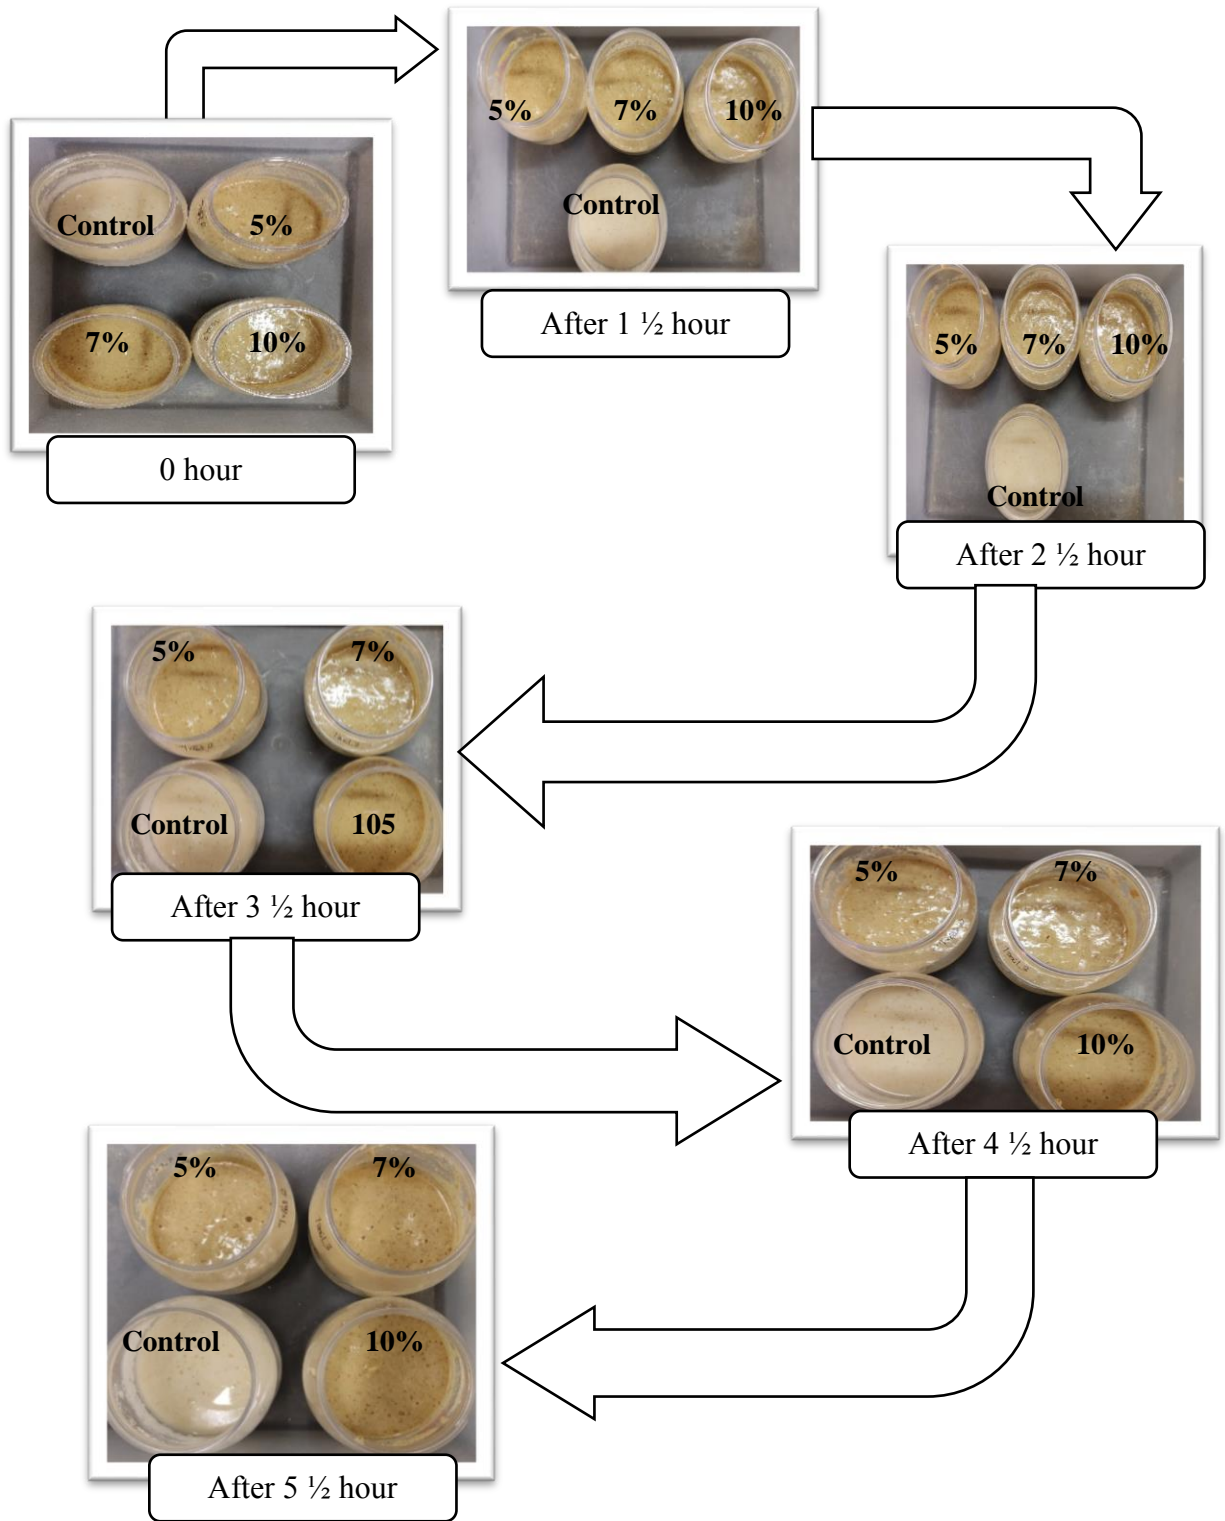 Control
5%
7%
10%
0 hour
5%
7%
10%
Control
After 1 ½ hour
5%
7%
10%
Control
After 2 ½ hour
5%
7%
Control
105
After 3 ½ hour
5%
7%
Control
10%
After 4 ½ hour
5%
7%
Control
10%
After 5 ½ hour